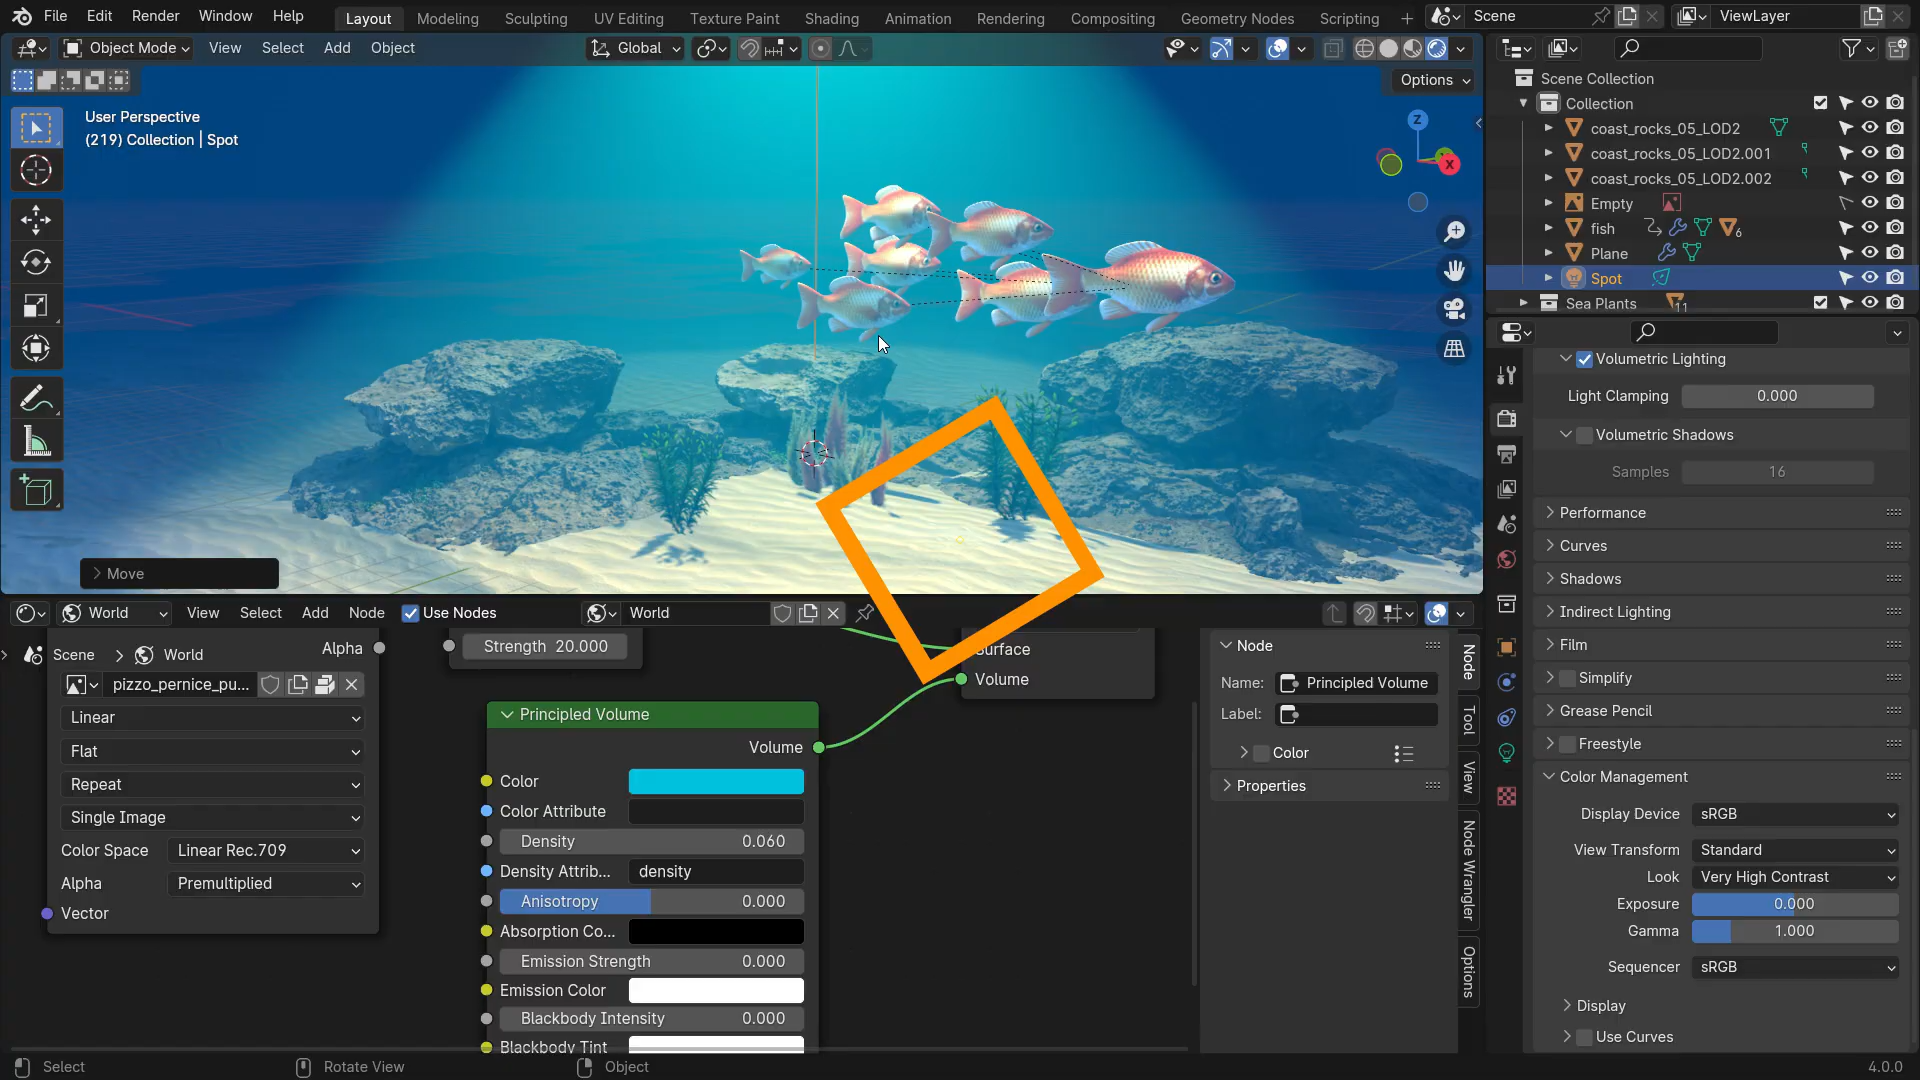 File Edit Render Window Help Layout Modeling Sculpting UV Editing Texture Paint Shading Animation Rendering Compositing Geometry Nodes Scripting Scene ViewLayer
Object Mode View Select Add Object Global
Options
User Perspective
(219) Collection | Spot
Z
X
Move
Scene Collection
Collection
coast_rocks_05_LOD2
coast_rocks_05_LOD2.001
coast_rocks_05_LOD2.002
Empty
fish 6
Plane
Spot
Sea Plants 11
Volumetric Lighting
Light Clamping 0.000
Volumetric Shadows
Samples 16
Performance
Curves
Shadows
Indirect Lighting
Film
Simplify
Grease Pencil
Freestyle
Color Management
Display Device sRGB
View Transform Standard
Look Very High Contrast
Exposure 0.000
Gamma 1.000
Sequencer sRGB
Display
Use Curves
World View Select Add Node Use Nodes World
Scene World
Alpha
pizzo_pernice_pu...
Linear
Flat
Repeat
Single Image
Color Space Linear Rec.709
Alpha Premultiplied
Vector
Strength 20.000
Surface
Volume
Principled Volume
Volume
Color
Color Attribute
Density 0.060
Density Attrib... density
Anisotropy 0.000
Absorption Co...
Emission Strength 0.000
Emission Color
Blackbody Intensity 0.000
Blackbody Tint
Node
Name: Principled Volume
Label:
Color
Properties
Node
Tool
View
Node Wrangler
Options
Select Rotate View Object 4.0.0